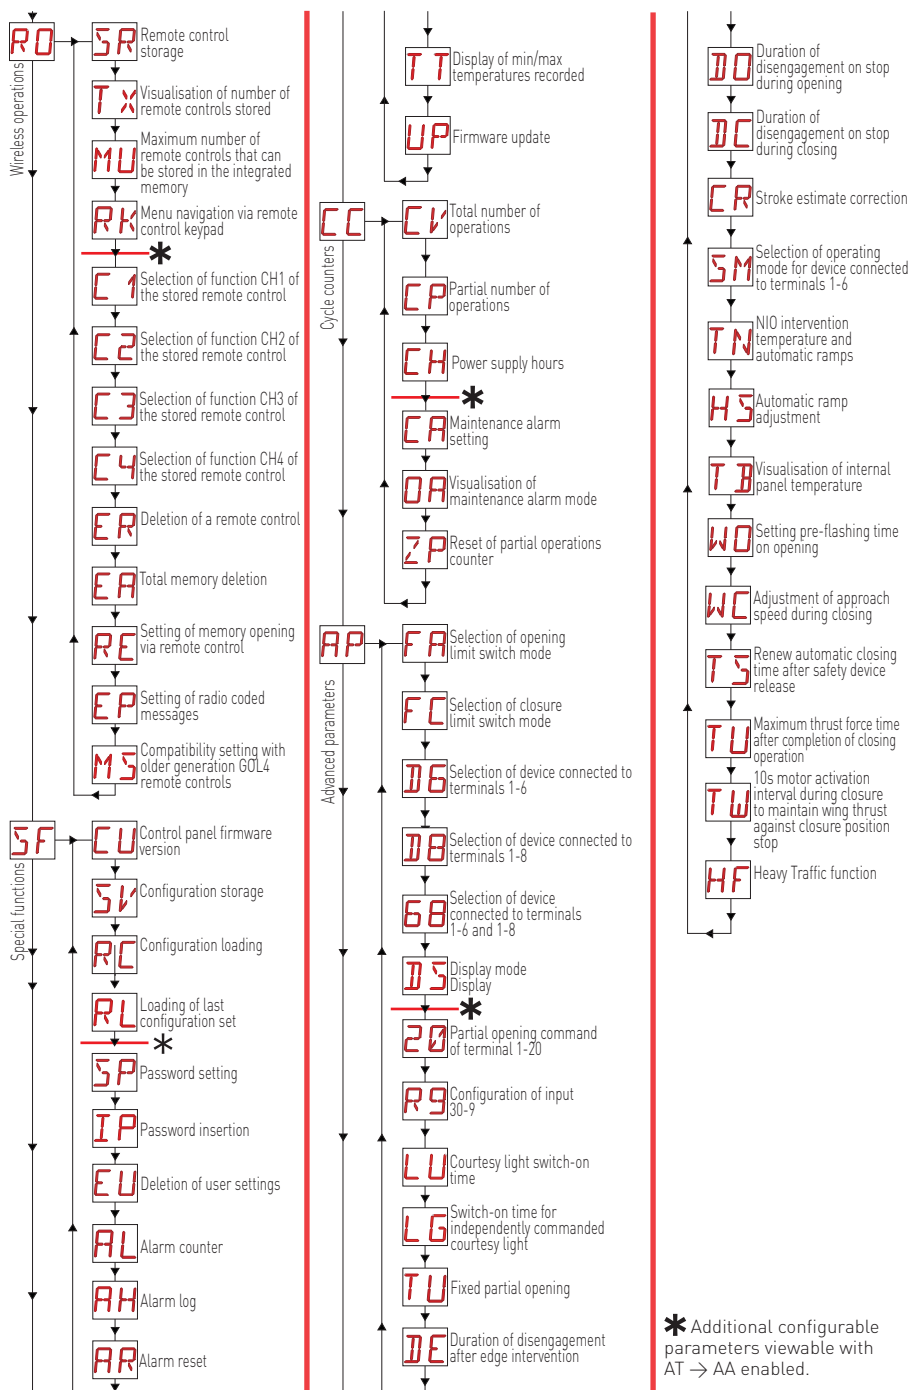 RO
Wireless operations
SR
Remote control
storage
TX
Visualisation of number of
remote controls stored
MU
Maximum number of
remote controls that can
be stored in the integrated
memory
RK
Menu navigation via remote
control keypad
*
C1
Selection of function CH1 of
the stored remote control
C2
Selection of function CH2 of
the stored remote control
C3
Selection of function CH3 of
the stored remote control
C4
Selection of function CH4 of
the stored remote control
ER
Deletion of a remote control
EA
Total memory deletion
RE
Setting of memory opening
via remote control
EP
Setting of radio coded
messages
MS
Compatibility setting with
older generation GOL4
remote controls
SF
Special functions
CU
Control panel firmware
version
SV
Configuration storage
RC
Configuration loading
RL
Loading of last
configuration set
*
SP
Password setting
IP
Password insertion
EU
Deletion of user settings
AL
Alarm counter
AH
Alarm log
AR
Alarm reset
TT
Display of min/max
temperatures recorded
UP
Firmware update
CC
Cycle counters
CV
Total number of
operations
CP
Partial number of
operations
CH
Power supply hours
*
CA
Maintenance alarm
setting
OA
Visualisation of
maintenance alarm mode
ZP
Reset of partial operations
counter
AP
Advanced parameters
FA
Selection of opening
limit switch mode
FC
Selection of closure
limit switch mode
D6
Selection of device connected to
terminals 1-6
D8
Selection of device connected to
terminals 1-8
68
Selection of device
connected to terminals
1-6 and 1-8
DS
Display mode
Display
*
20
Partial opening command
of terminal 1-20
R9
Configuration of input
30-9
LU
Courtesy light switch-on
time
LG
Switch-on time for
independently commanded
courtesy light
TU
Fixed partial opening
DE
Duration of disengagement
after edge intervention
DO
Duration of
disengagement on stop
during opening
DC
Duration of
disengagement on stop
during closing
CR
Stroke estimate correction
SM
Selection of operating
mode for device connected
to terminals 1-6
TN
NIO intervention
temperature and
automatic ramps
HS
Automatic ramp
adjustment
TB
Visualisation of internal
panel temperature
WO
Setting pre-flashing time
on opening
WC
Adjustment of approach
speed during closing
TS
Renew automatic closing
time after safety device
release
TU
Maximum thrust force time
after completion of closing
operation
TW
10s motor activation
interval during closure
to maintain wing thrust
against closure position
stop
HF
Heavy Traffic function
* Additional configurable
parameters viewable with
AT → AA enabled.